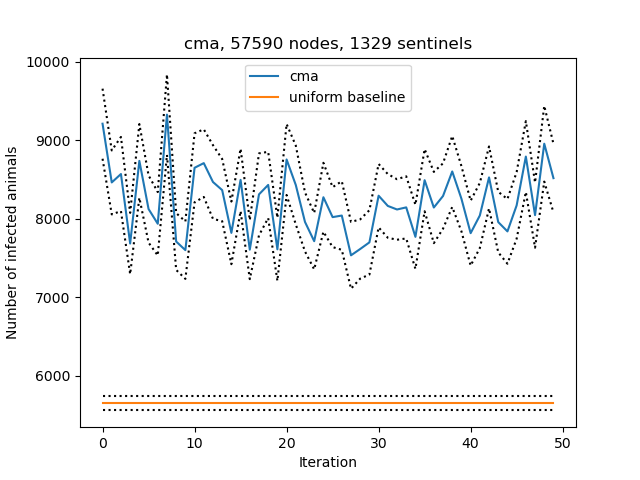 cma, 57590 nodes, 1329 sentinels
cma
uniform baseline
Number of infected animals
10000
9000
8000
7000
6000
0 10 20 30 40 50
Iteration